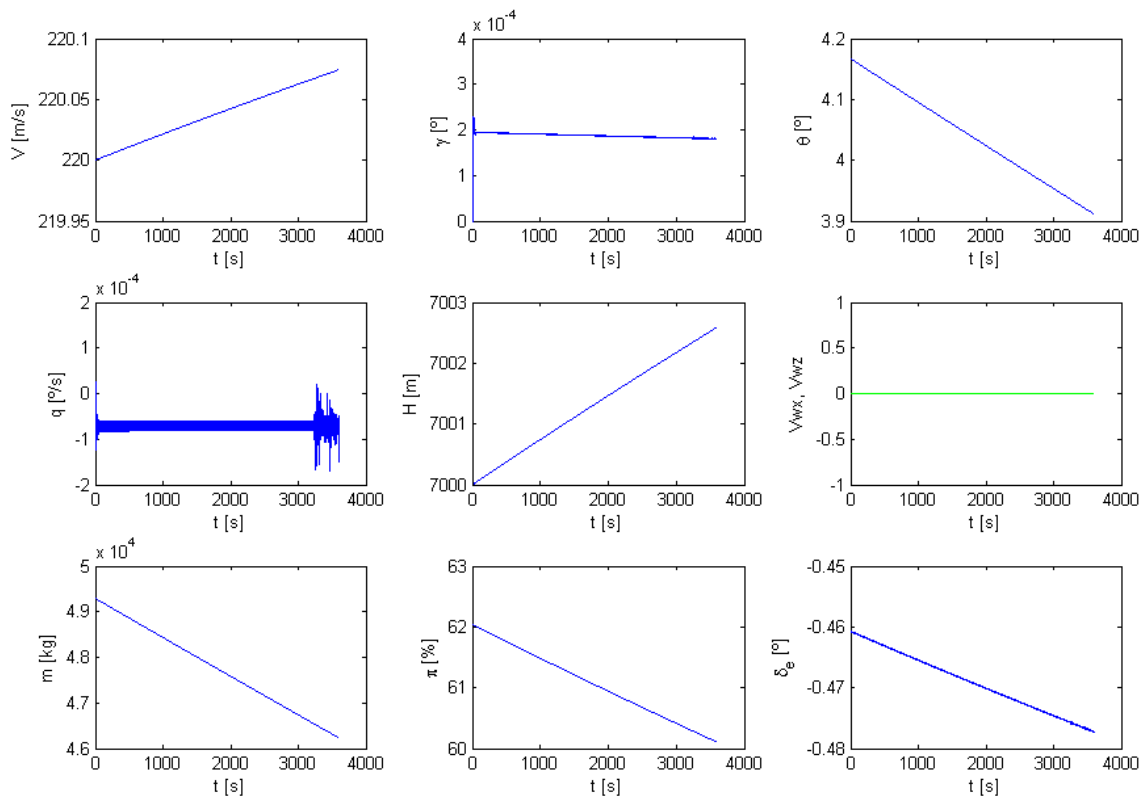 220.1
220.05
220
219.95
V [m/s]
0 1000 2000 3000 4000
t [s]
x 10-4
4
3
2
1
0
γ [º]
0 1000 2000 3000 4000
t [s]
4.2
4.1
4
3.9
θ [º]
0 1000 2000 3000 4000
t [s]
x 10-4
2
1
0
-1
-2
q [º/s]
0 1000 2000 3000 4000
t [s]
7003
7002
7001
7000
H [m]
0 1000 2000 3000 4000
t [s]
1
0.5
0
-0.5
-1
Vwx, Vwz
0 1000 2000 3000 4000
t [s]
x 104
5
4.9
4.8
4.7
4.6
m [kg]
0 1000 2000 3000 4000
t [s]
63
62
61
60
π [%]
0 1000 2000 3000 4000
t [s]
-0.45
-0.46
-0.47
-0.48
δe [º]
0 1000 2000 3000 4000
t [s]